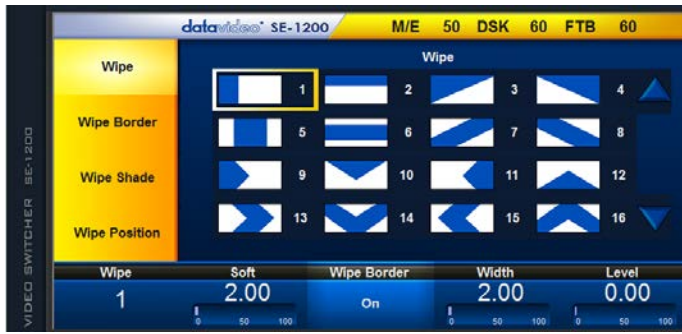 datavideo® SE-1200 M/E 50 DSK 60 FTB 60
Wipe
Wipe
1 2 3 4
Wipe Border
5 6 7 8
Wipe Shade
9 10 11 12
Wipe Position
13 14 15 16
Wipe Soft Wipe Border Width Level
1 2.00 On 2.00 0.00
0 50 100 0 50 100 0 50 100
VIDEO SWITCHER SE-1200